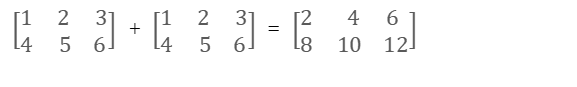 [1 2 3] + [1 2 3] = [2 4 6]
[4 5 6] [4 5 6] [8 10 12]